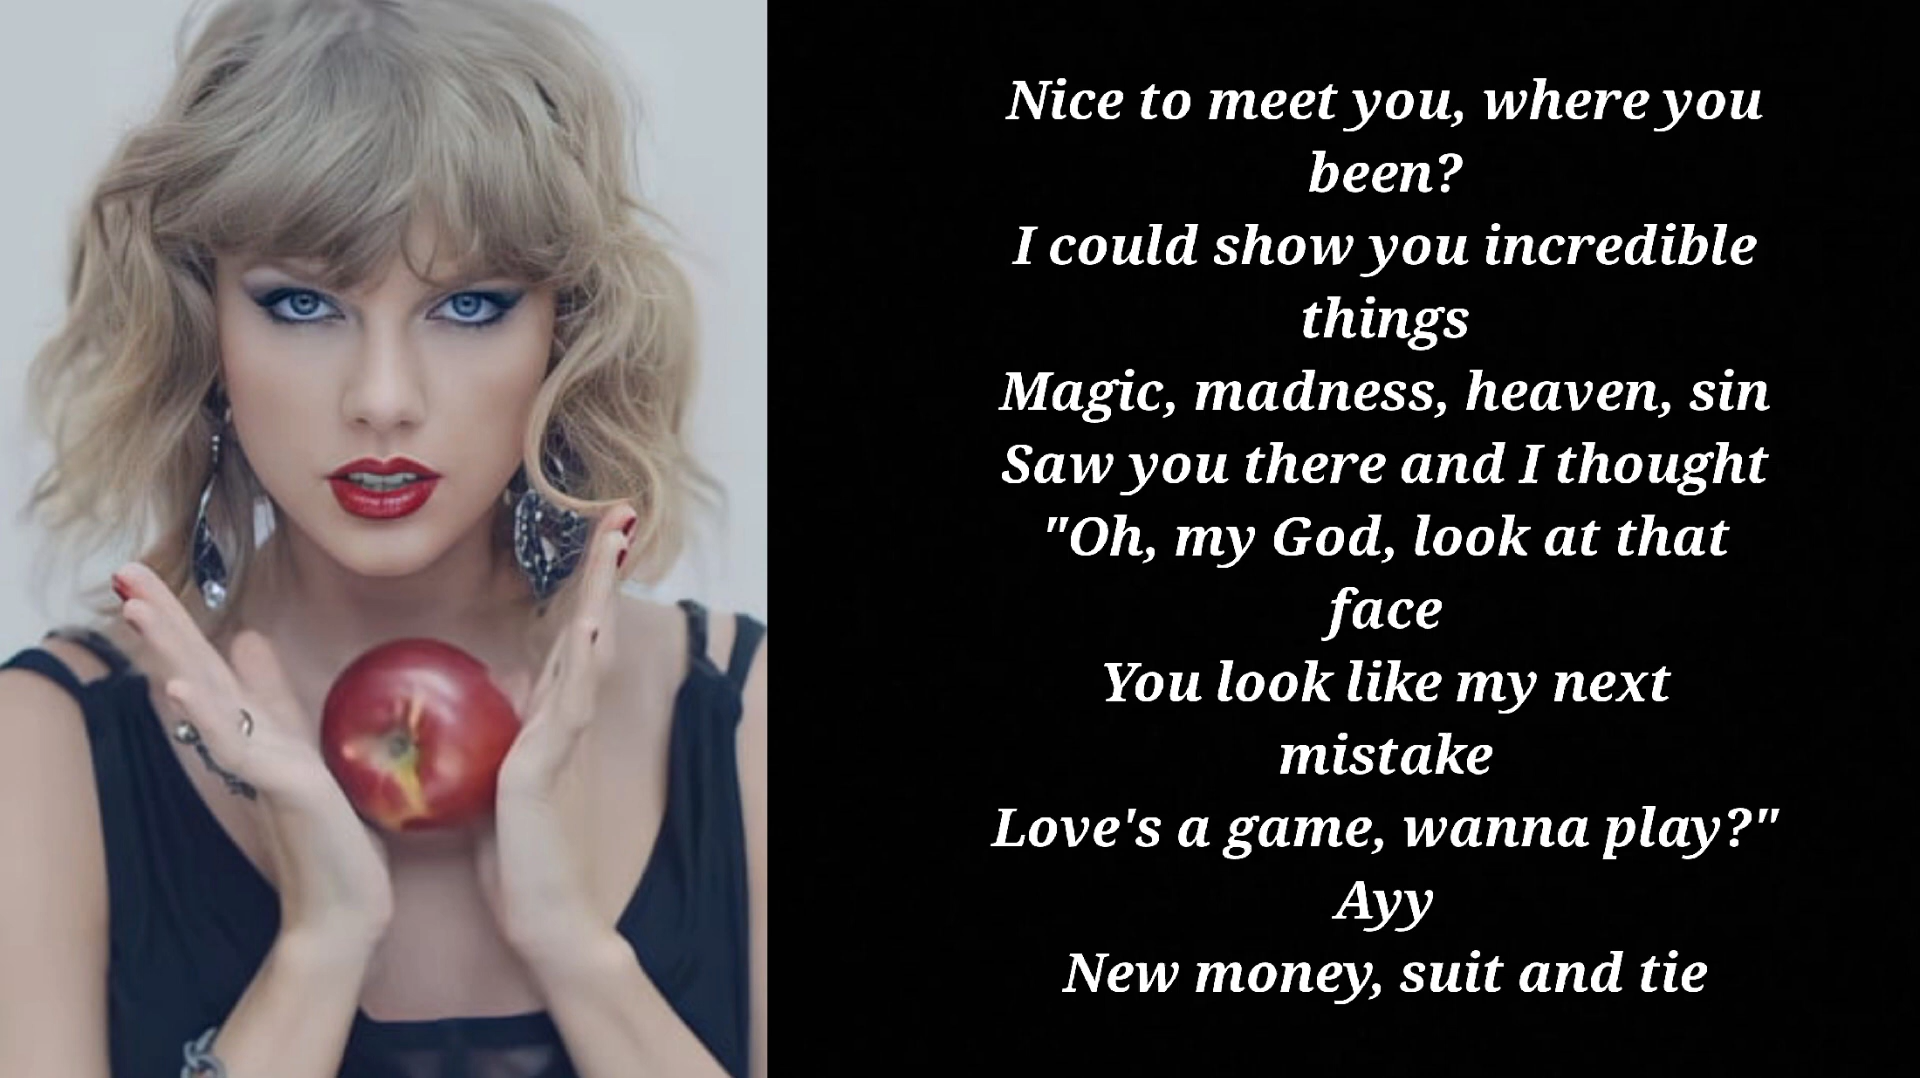 Nice to meet you, where you
been?
I could show you incredible
things
Magic, madness, heaven, sin
Saw you there and I thought
"Oh, my God, look at that
face
You look like my next
mistake
Love's a game, wanna play?"
Ayy
New money, suit and tie